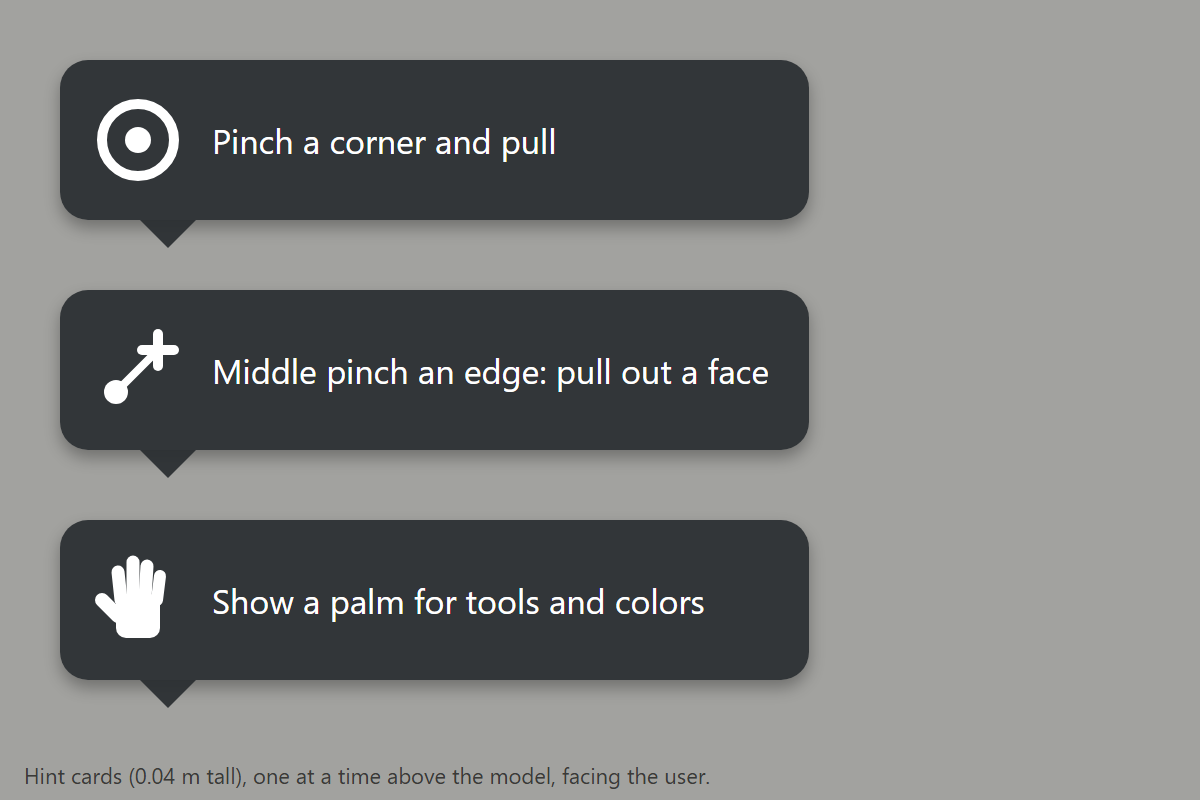 Pinch a corner and pull
Middle pinch an edge: pull out a face
Show a palm for tools and colors
Hint cards (0.04 m tall), one at a time above the model, facing the user.